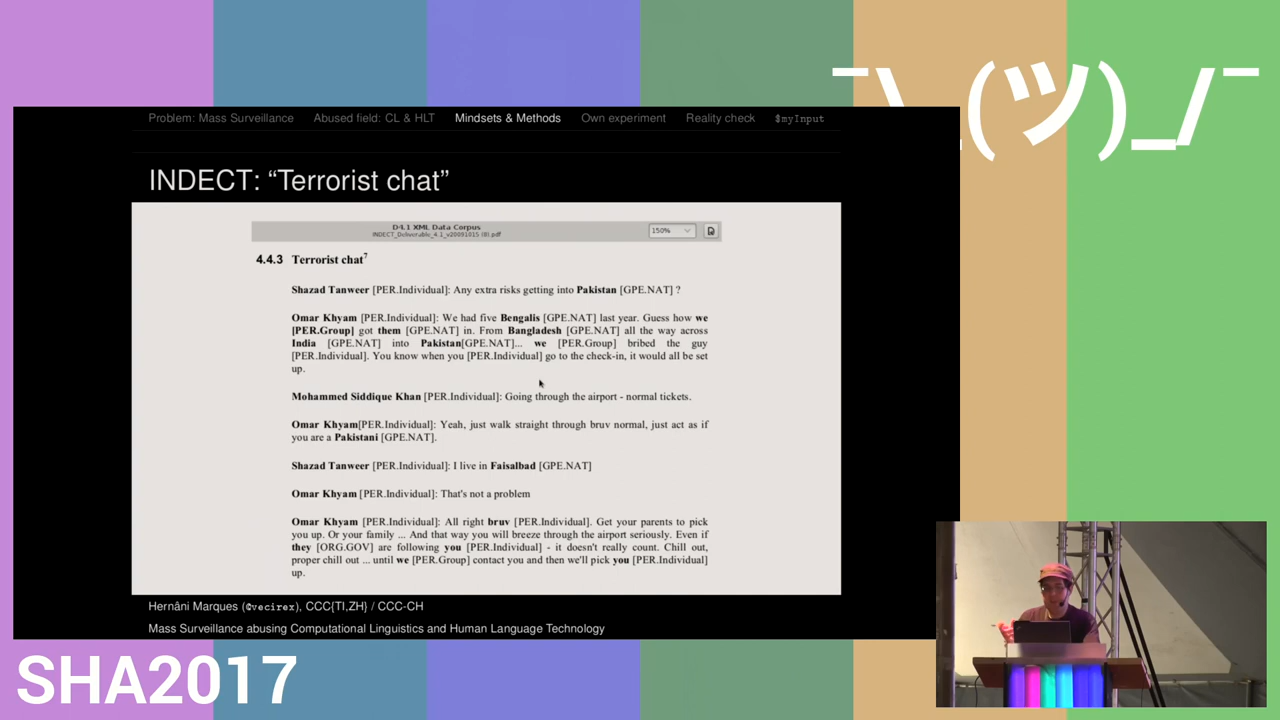 ¯\_(ツ)_/¯
Problem: Mass Surveillance Abused field: CL & HLT Mindsets & Methods Own experiment Reality check $myInput
INDECT: “Terrorist chat”
D4.1 XML Data Corpus
INDECT_Deliverable_4.1_v20091015 (8).pdf
150%
4.4.3 Terrorist chat7
Shazad Tanweer [PER.Individual]: Any extra risks getting into Pakistan [GPE.NAT] ?
Omar Khyam [PER.Individual]: We had five Bengalis [GPE.NAT] last year. Guess how we
[PER.Group] got them [GPE.NAT] in. From Bangladesh [GPE.NAT] all the way across
India [GPE.NAT] into Pakistan[GPE.NAT]... we [PER.Group] bribed the guy
[PER.Individual]. You know when you [PER.Individual] go to the check-in, it would all be set
up.
Mohammed Siddique Khan [PER.Individual]: Going through the airport - normal tickets.
Omar Khyam[PER.Individual]: Yeah, just walk straight through bruv normal, just act as if
you are a Pakistani [GPE.NAT].
Shazad Tanweer [PER.Individual]: I live in Faisalbad [GPE.NAT]
Omar Khyam [PER.Individual]: That's not a problem
Omar Khyam [PER.Individual]: All right bruv [PER.Individual]. Get your parents to pick
you up. Or your family ... And that way you will breeze through the airport seriously. Even if
they [ORG.GOV] are following you [PER.Individual] - it doesn't really count. Chill out,
proper chill out ... until we [PER.Group] contact you and then we'll pick you [PER.Individual]
up.
Hernâni Marques (@vecirex), CCC{TI,ZH} / CCC-CH
Mass Surveillance abusing Computational Linguistics and Human Language Technology
SHA2017